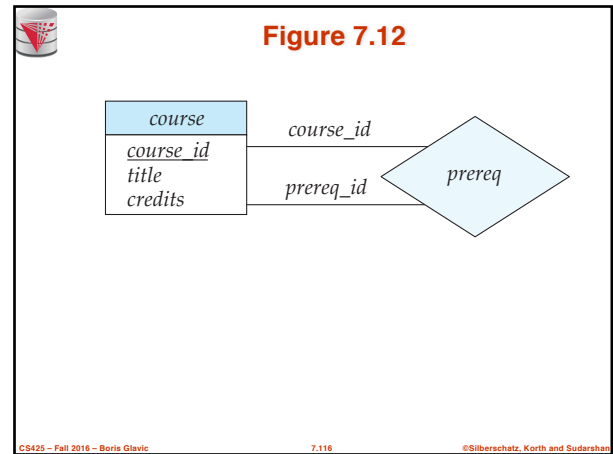 Figure 7.12
course
course_id
title
credits
course_id
prereq_id
prereq
CS425 – Fall 2016 – Boris Glavic
7.116
©Silberschatz, Korth and Sudarshan